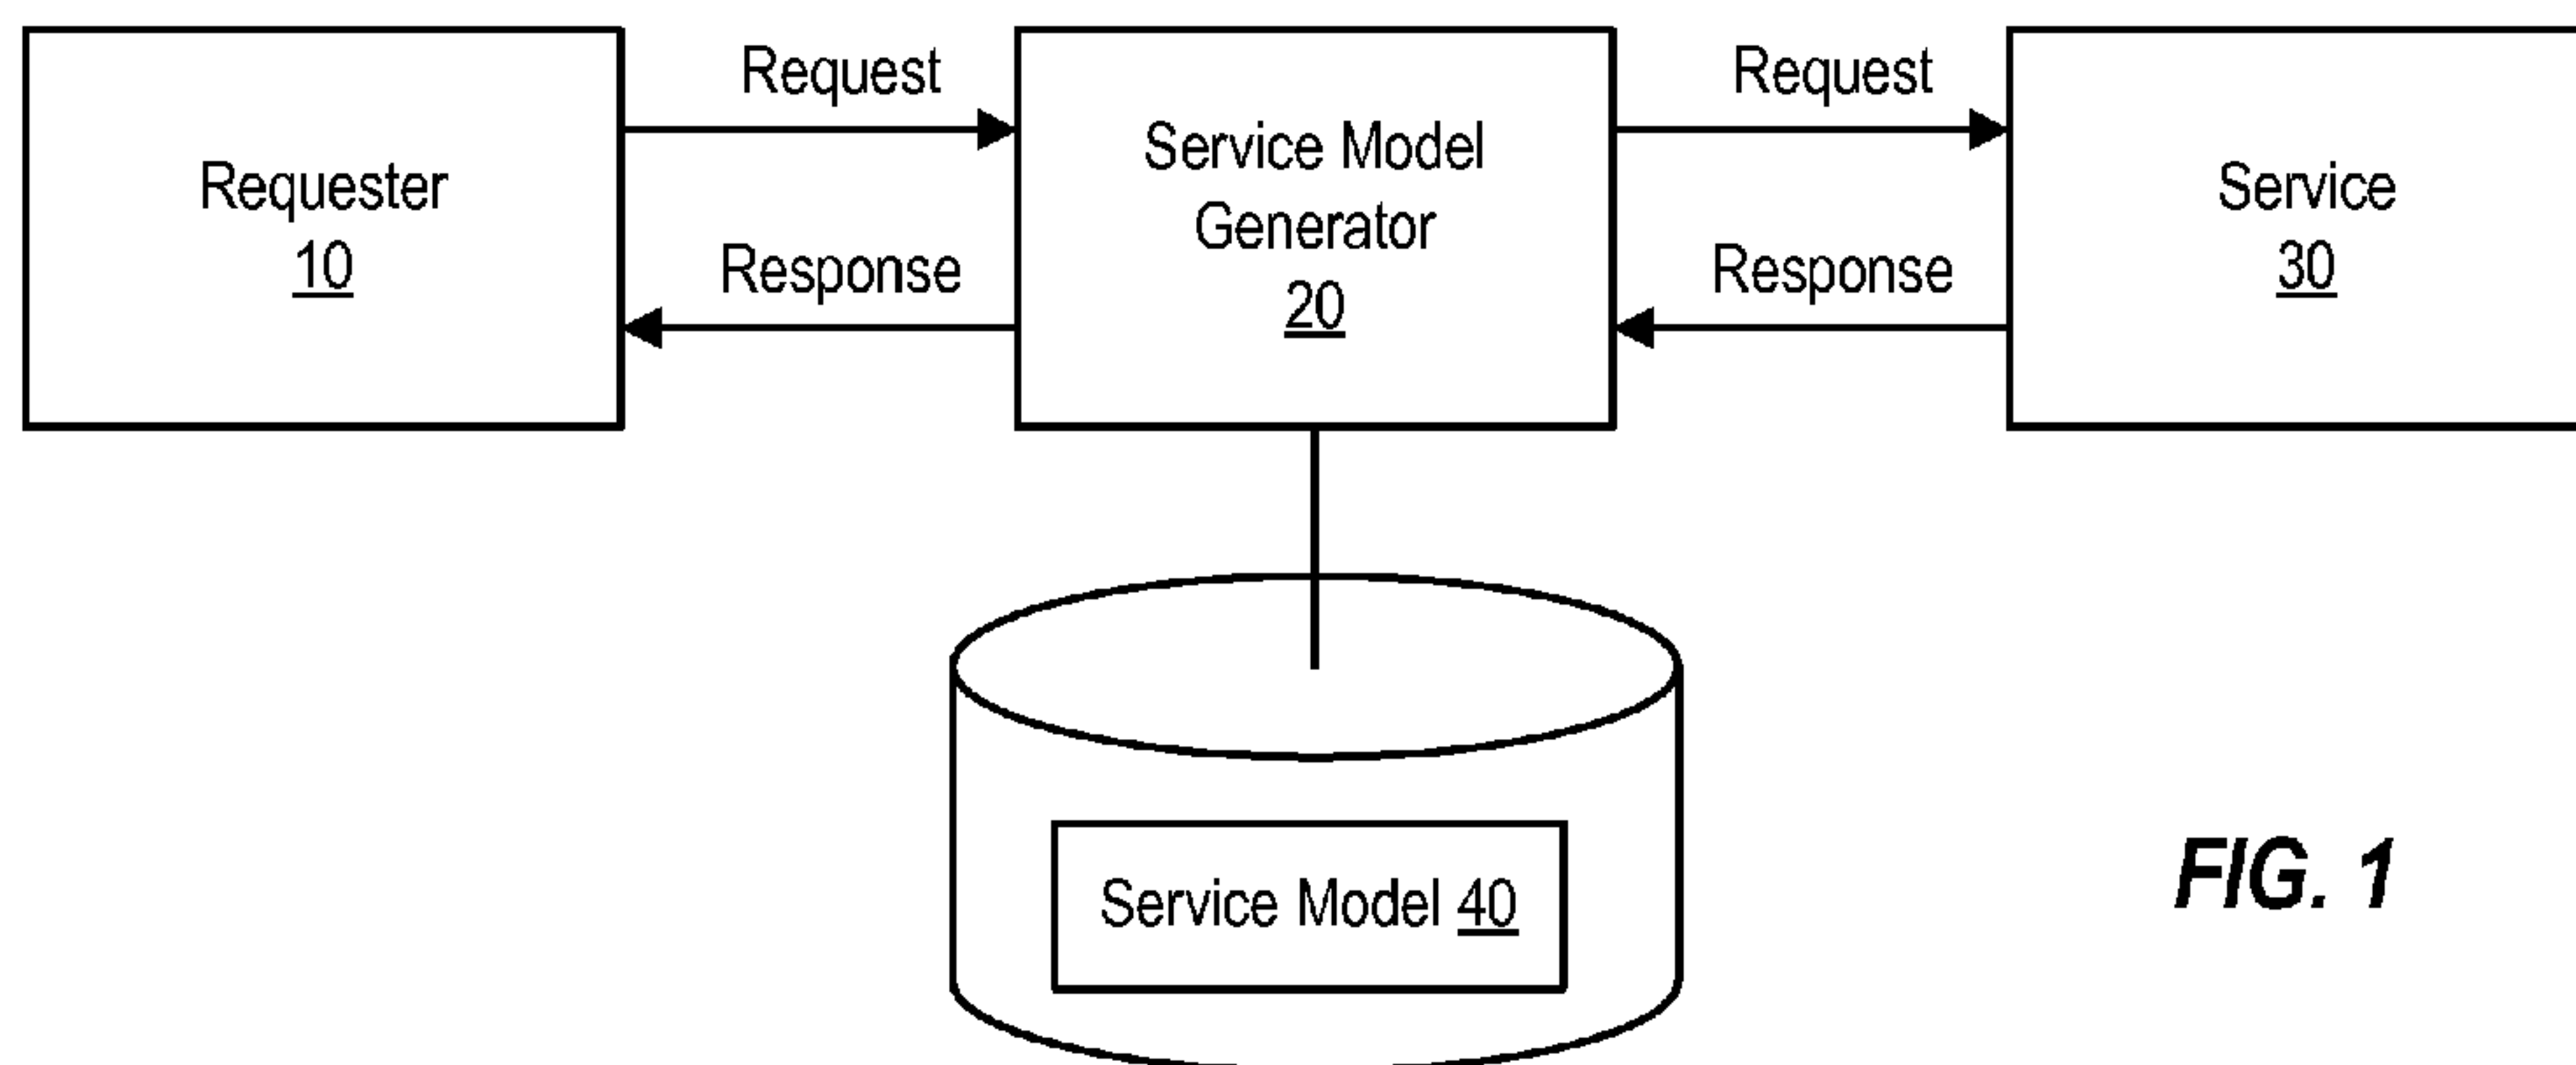 Request
Request
Requester
10
Service Model
Generator
20
Service
30
Response
Response
Service Model 40
FIG. 1